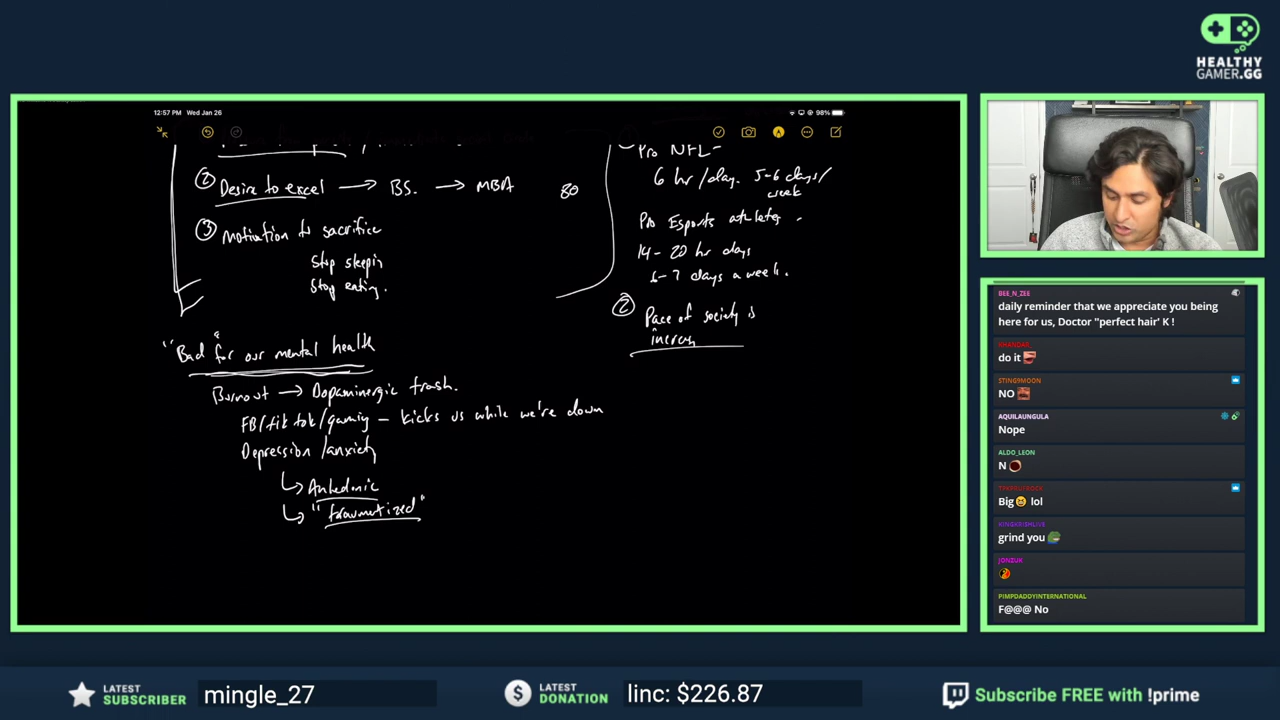 HEALTHY
GAMER.GG
12:57 PM Wed Jan 26
98%
② Desire to excel → BS. → MBA 80
③ Motivation to sacrifice
Stop sleepin
Stop eating.
"Bad" for our mental health
Burnout → Dopaminergic trash.
FB/tik tok/gaming – kicks us while we're down
Depression/anxiety
↳ Anhedonic
↳ "traumatized"
Pro NFL –
6 hr/day. 5-6 days/
week
Pro Esports athletes -
14 – 20 hr days
6-7 days a week.
② Pace of society is
increas
BEE_N_ZEE
daily reminder that we appreciate you being
here for us, Doctor "perfect hair' K !
do it
STING9MOON
NO
AQUILAUNGULA
Nope
ALDO_LEON
N
Big lol
grind you
JONZUK
PIMPDADDYINTERNATIONAL
F@@@ No
LATEST
SUBSCRIBER
mingle_27
LATEST
DONATION
linc: $226.87
Subscribe FREE with !prime